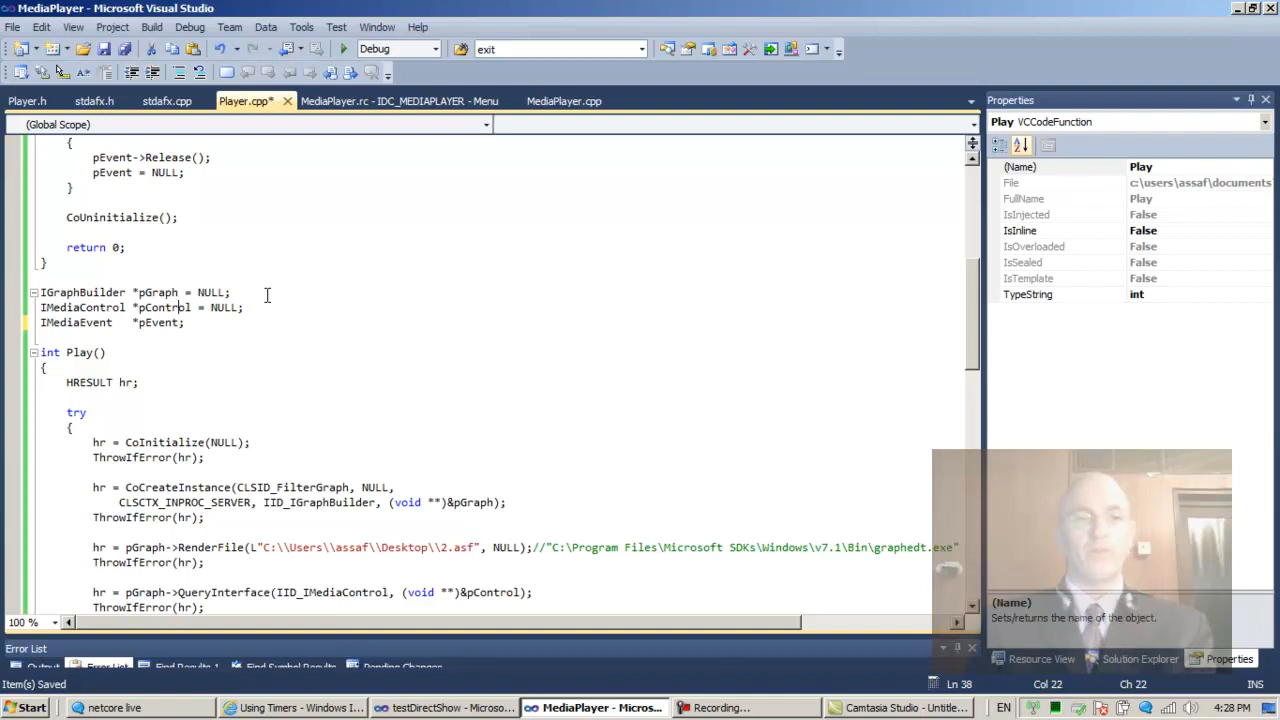 MediaPlayer - Microsoft Visual Studio
File Edit View Project Build Debug Team Data Tools Test Window Help
Debug exit
Player.h stdafx.h stdafx.cpp Player.cpp* MediaPlayer.rc - IDC_MEDIAPLAYER - Menu MediaPlayer.cpp
Properties
(Global Scope)
Play VCCodeFunction
{
pEvent->Release();
pEvent = NULL;
}
CoUninitialize();
return 0;
}
IGraphBuilder *pGraph = NULL;
IMediaControl *pControl = NULL;
IMediaEvent *pEvent;
int Play()
{
HRESULT hr;
try
{
hr = CoInitialize(NULL);
ThrowIfError(hr);
hr = CoCreateInstance(CLSID_FilterGraph, NULL,
CLSCTX_INPROC_SERVER, IID_IGraphBuilder, (void **)&pGraph);
ThrowIfError(hr);
hr = pGraph->RenderFile(L"C:\\Users\\assaf\\Desktop\\2.asf", NULL);//"C:\Program Files\Microsoft SDKs\Windows\v7.1\Bin\graphedt.exe"
ThrowIfError(hr);
hr = pGraph->QueryInterface(IID_IMediaControl, (void **)&pControl);
ThrowIfError(hr);
(Name) Play
File c:\users\assaf\documents
FullName Play
IsInjected False
IsInline False
IsOverloaded False
IsSealed False
IsTemplate False
TypeString int
(Name)
Sets/returns the name of the object.
100 %
Error List
Output Error List Find Results 1 Find Symbol Results Pending Changes
Resource View Solution Explorer Properties
Item(s) Saved Ln 38 Col 22 Ch 22 INS
Start netcore live Using Timers - Windows I... testDirectShow - Microso... MediaPlayer - Micros... Recording... Camtasia Studio - Untitle... EN 4:28 PM